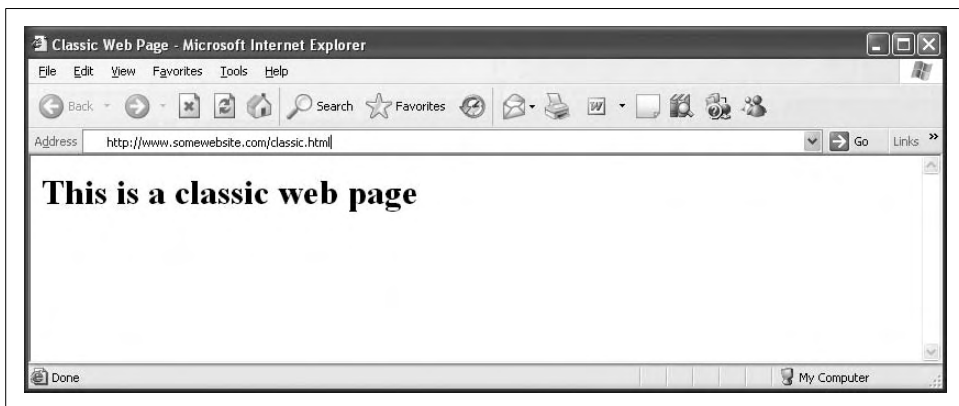 Classic Web Page - Microsoft Internet Explorer
File Edit View Favorites Tools Help
Back Search Favorites W
Address http://www.somewebsite.com/classic.html Go Links »
This is a classic web page
Done My Computer